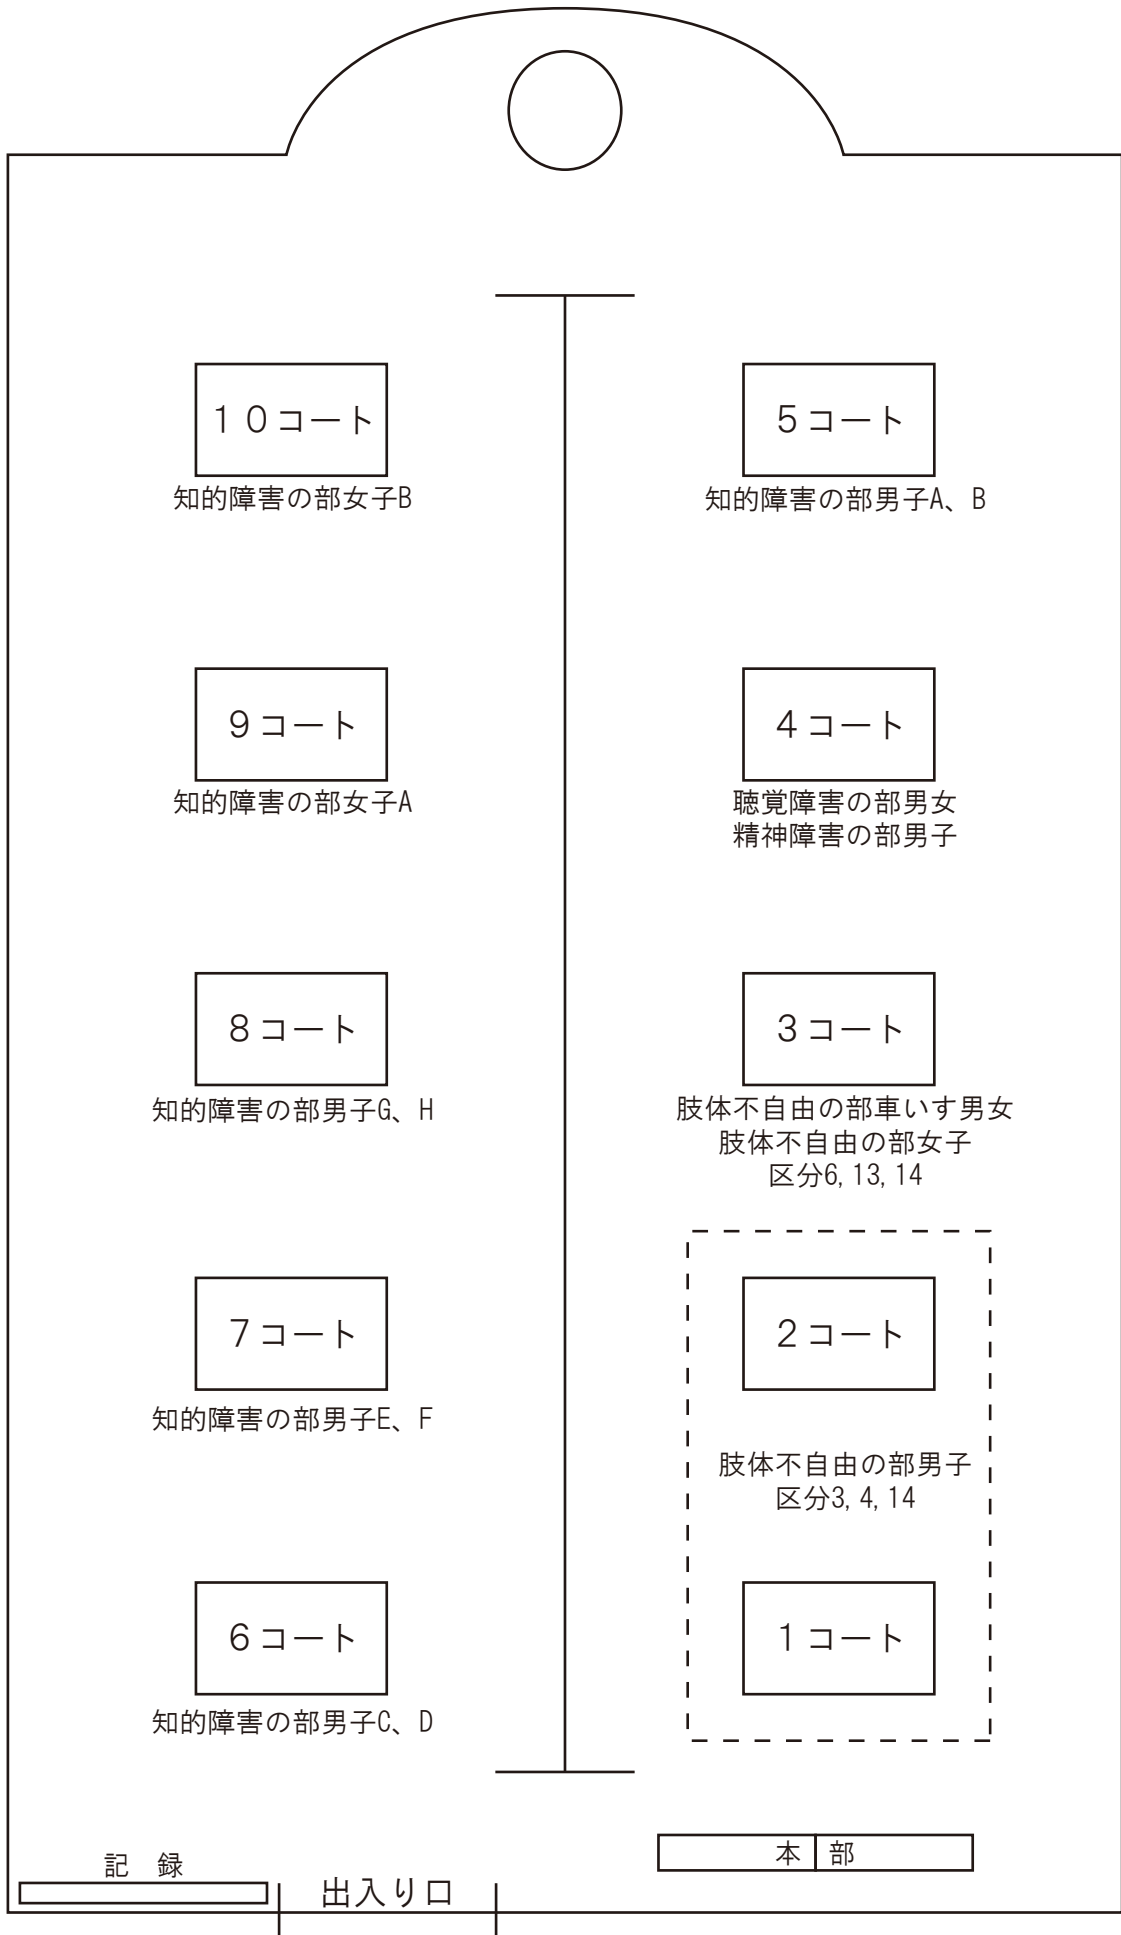 １０コート
知的障害の部女子B
５コート
知的障害の部男子A、B
９コート
知的障害の部女子A
４コート
聴覚障害の部男女
精神障害の部男子
８コート
知的障害の部男子G、H
３コート
肢体不自由の部車いす男女
肢体不自由の部女子
区分6,13,14
７コート
知的障害の部男子E、F
２コート
肢体不自由の部男子
区分3,4,14
６コート
知的障害の部男子C、D
１コート
本　部
記　録
出入り口